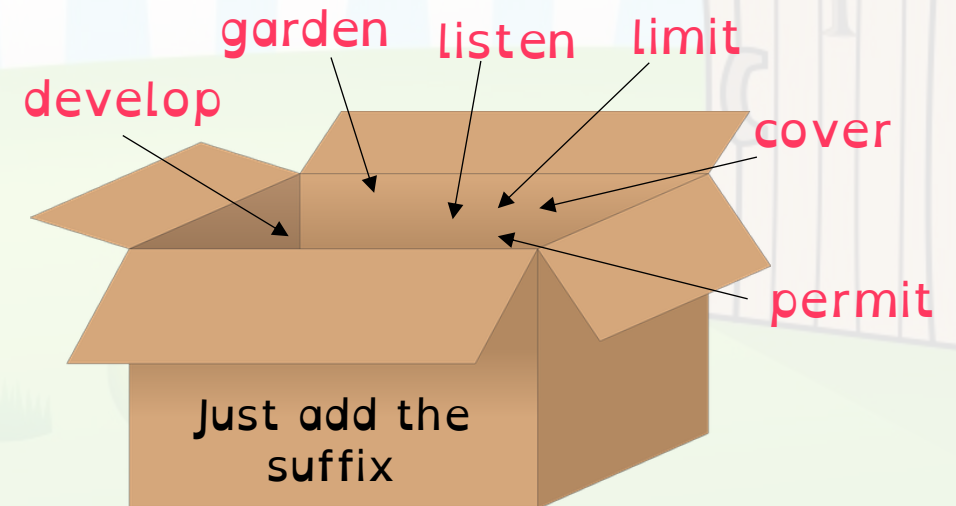 garden
listen
limit
develop
cover
permit
Just add the
suffix